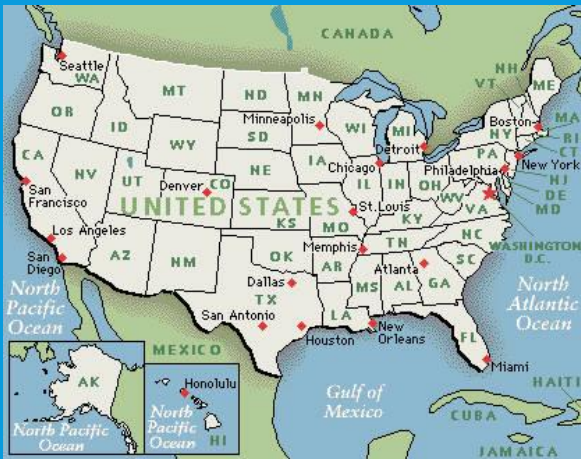 CANADA
Seattle
WA
MT
ND
MN
NH
VT
ME
OR
ID
Minneapolis
WI
MI
Boston
MA
NY
RI
CT
SD
WY
Detroit
CA
NV
UT
Denver
CO
NE
IA
Chicago
IL
IN
OH
PA
Philadelphia
New York
NJ
DE
MD
WV
VA
San
Francisco
UNITED STATES
KS
St.Louis
MO
KY
WASHINGTON
D.C.
Los Angeles
San
Diego
AZ
NM
OK
AR
Memphis
TN
NC
SC
Atlanta
MS
AL
GA
North
Pacific
Ocean
North
Atlantic
Ocean
Dallas
TX
San Antonio
Houston
LA
New
Orleans
FL
Miami
MEXICO
Gulf of
Mexico
AK
North Pacific
Ocean
Honolulu
North
Pacific
Ocean
HI
HAITI
CUBA
JAMAICA